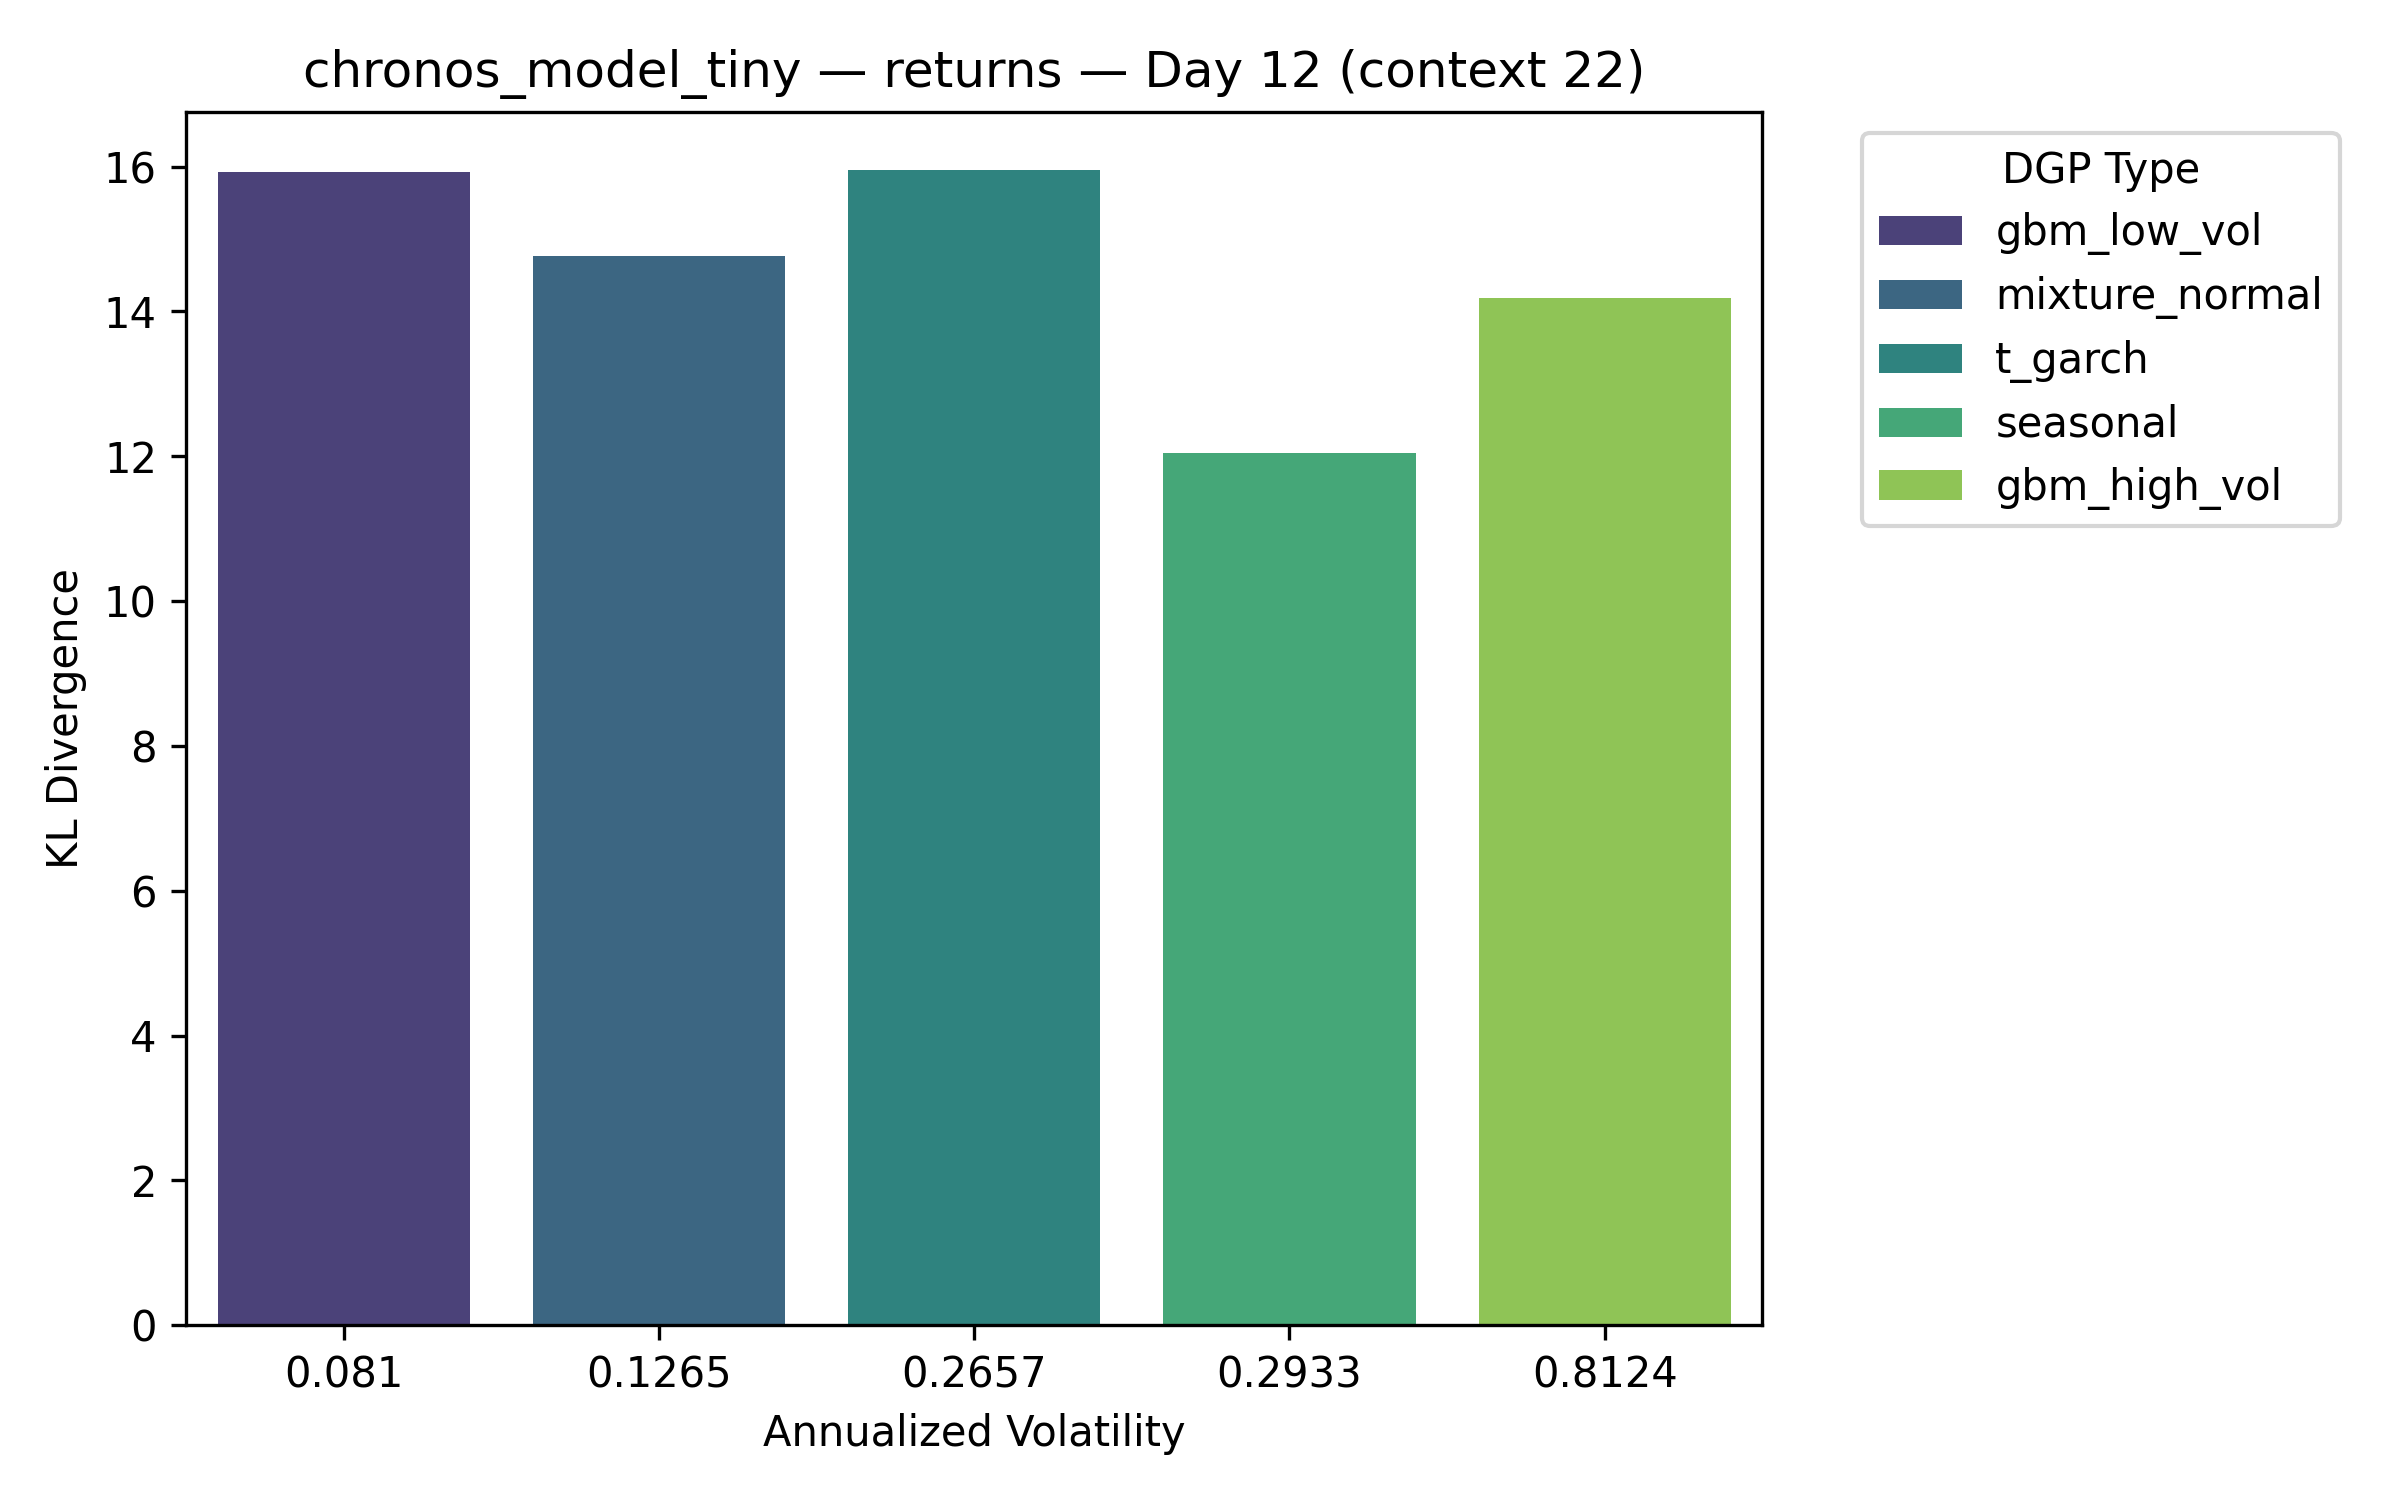 chronos_model_tiny — returns — Day 12 (context 22)
KL Divergence
16
14
12
10
8
6
4
2
0
0.081 0.1265 0.2657 0.2933 0.8124
Annualized Volatility
DGP Type
gbm_low_vol
mixture_normal
t_garch
seasonal
gbm_high_vol